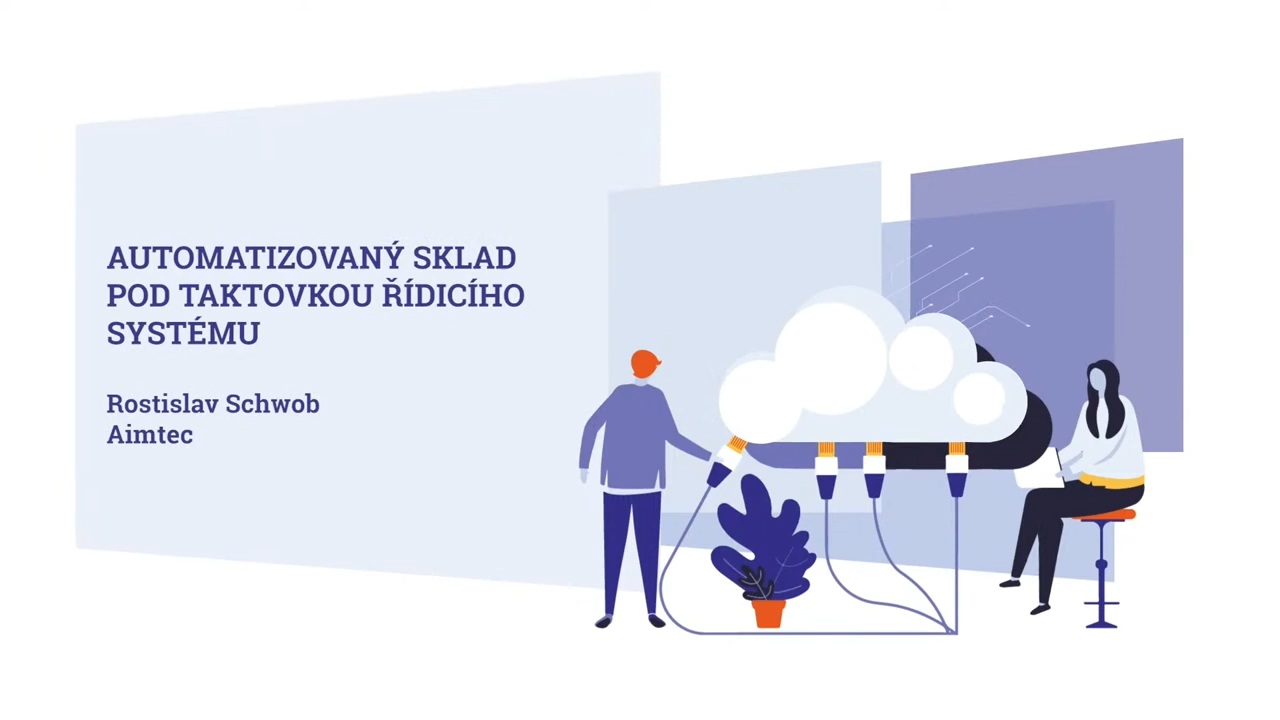 AUTOMATIZOVANÝ SKLAD
POD TAKTOVKOU ŘÍDICÍHO
SYSTÉMU
Rostislav Schwob
Aimtec